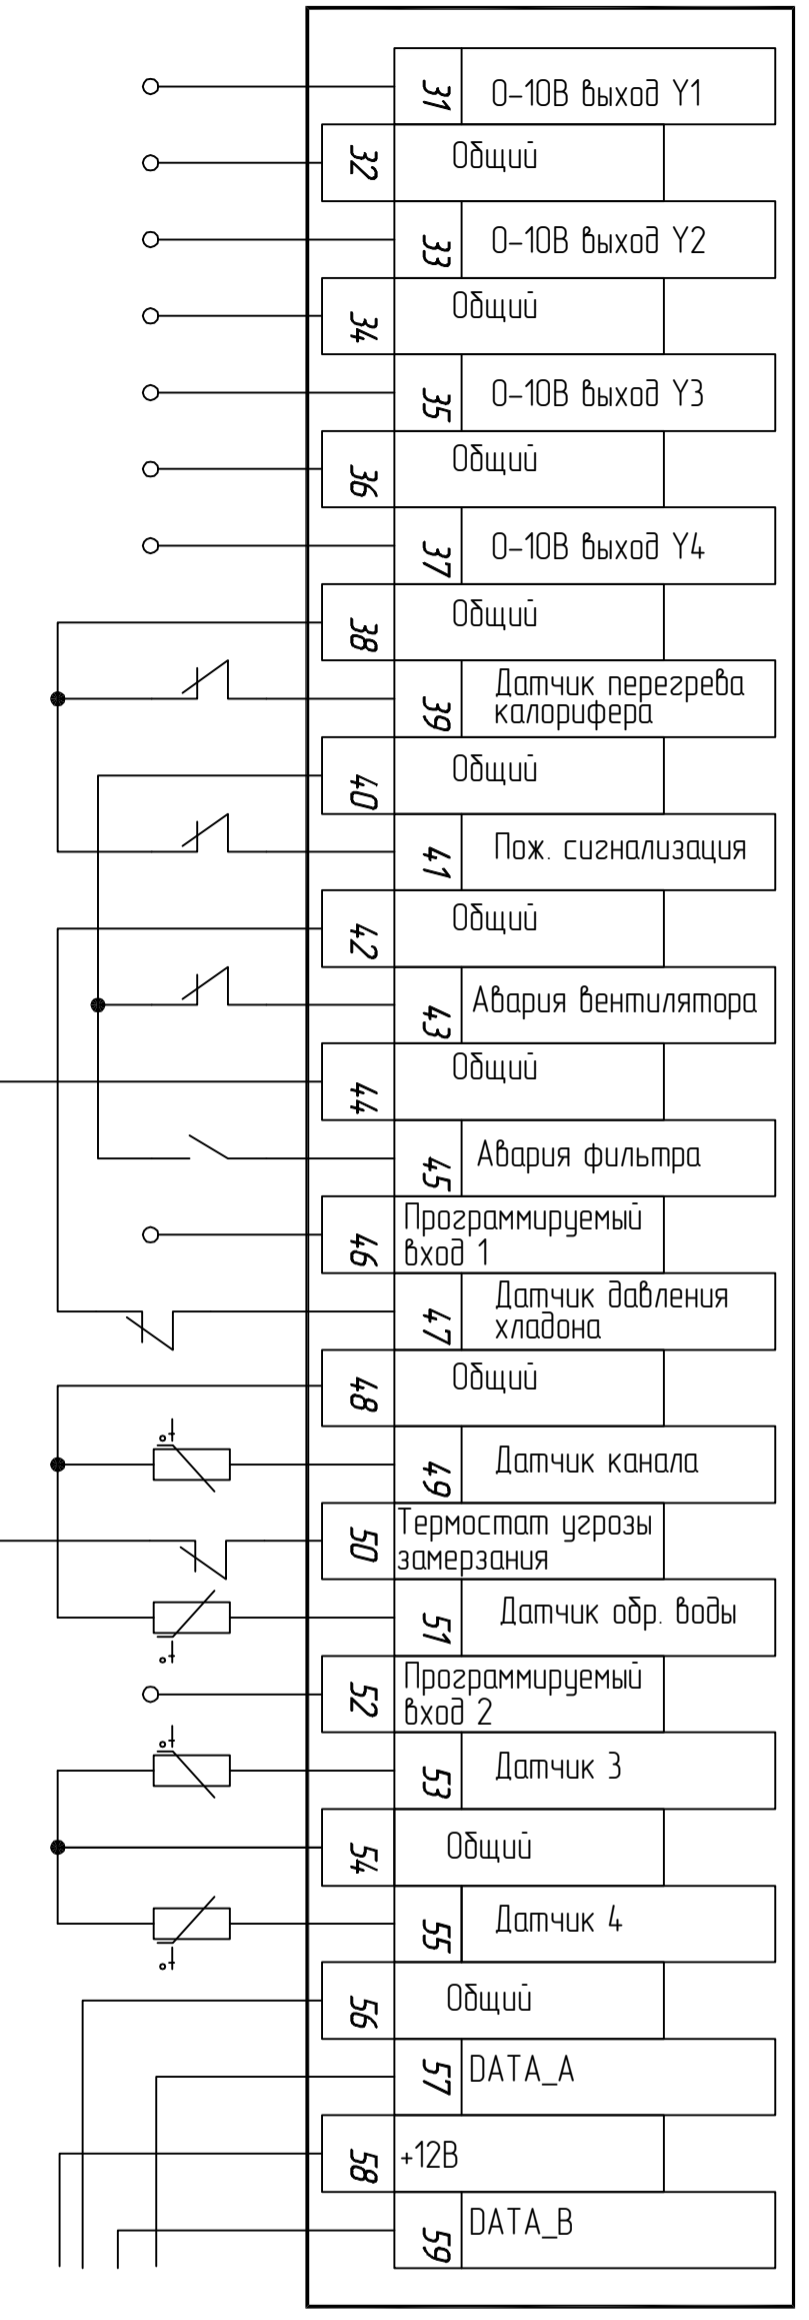 31 0-10В выход Y1
32 Общий
33 0-10В выход Y2
34 Общий
35 0-10В выход Y3
36 Общий
37 0-10В выход Y4
38 Общий
39 Датчик перегрева
калорифера
40 Общий
41 Пож. сигнализация
42 Общий
43 Авария вентилятора
44 Общий
45 Авария фильтра
46 Программируемый
вход 1
47 Датчик давления
хладона
48 Общий
t°
49 Датчик канала
50 Термостат угрозы
замерзания
51 Датчик обр. воды
t°
52 Программируемый
вход 2
t°
53 Датчик 3
54 Общий
55 Датчик 4
t°
56 Общий
57 DATA_A
58 +12В
59 DATA_B